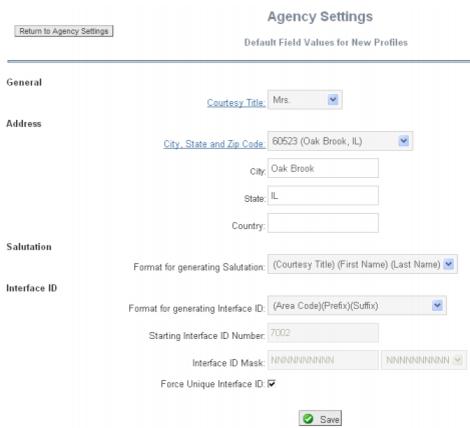 Agency Settings
Return to Agency Settings
Default Field Values for New Profiles
General
Courtesy Title: Mrs.
Address
City, State and Zip Code: 60523 (Oak Brook, IL)
City: Oak Brook
State: IL
Country:
Salutation
Format for generating Salutation: (Courtesy Title) (First Name) (Last Name)
Interface ID
Format for generating Interface ID: (Area Code)(Prefix)(Suffix)
Starting Interface ID Number: 7002
Interface ID Mask: NNNNNNNNNN NNNNNNNNNN
Force Unique Interface ID:
Save